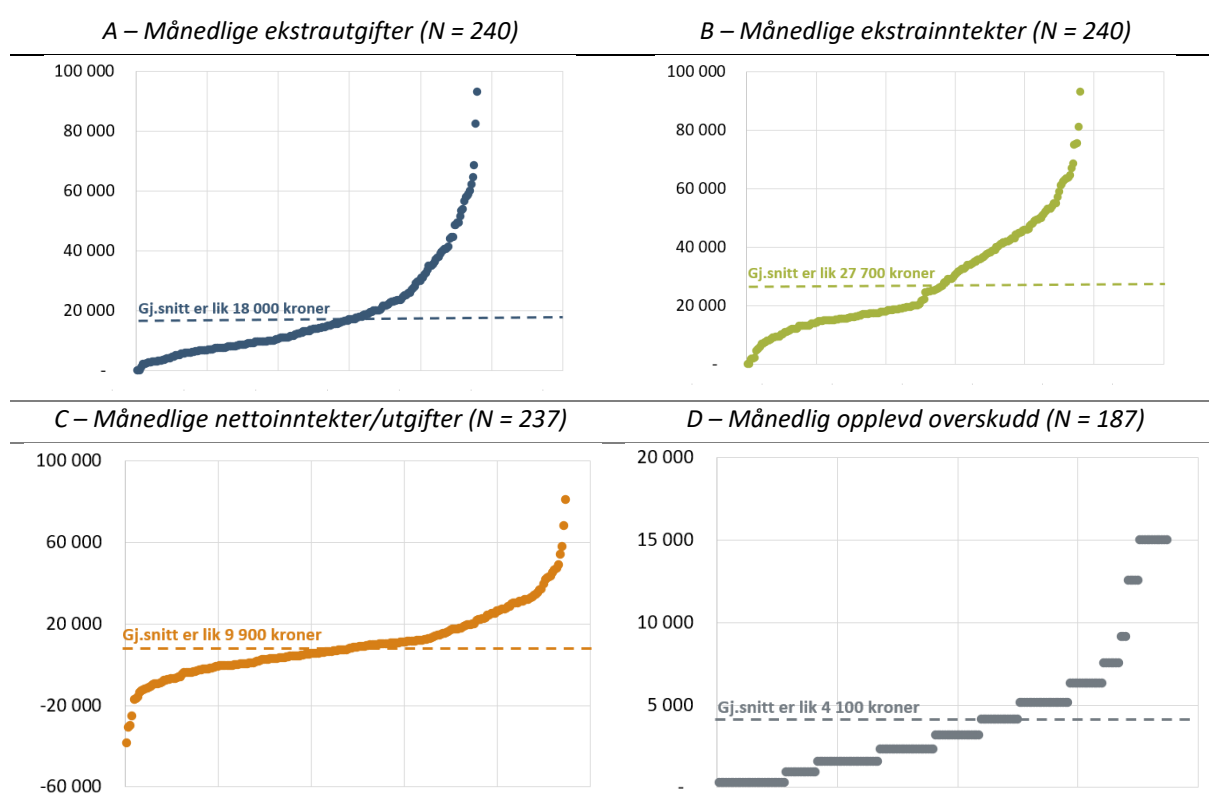 A – Månedlige ekstrautgifter (N = 240)
100 000
80 000
60 000
40 000
20 000
-
Gj.snitt er lik 18 000 kroner
B – Månedlige ekstrainntekter (N = 240)
100 000
80 000
60 000
40 000
20 000
-
Gj.snitt er lik 27 700 kroner
C – Månedlige nettoinntekter/utgifter (N = 237)
100 000
60 000
20 000
-20 000
-60 000
Gj.snitt er lik 9 900 kroner
D – Månedlig opplevd overskudd (N = 187)
20 000
15 000
10 000
5 000
-
Gj.snitt er lik 4 100 kroner